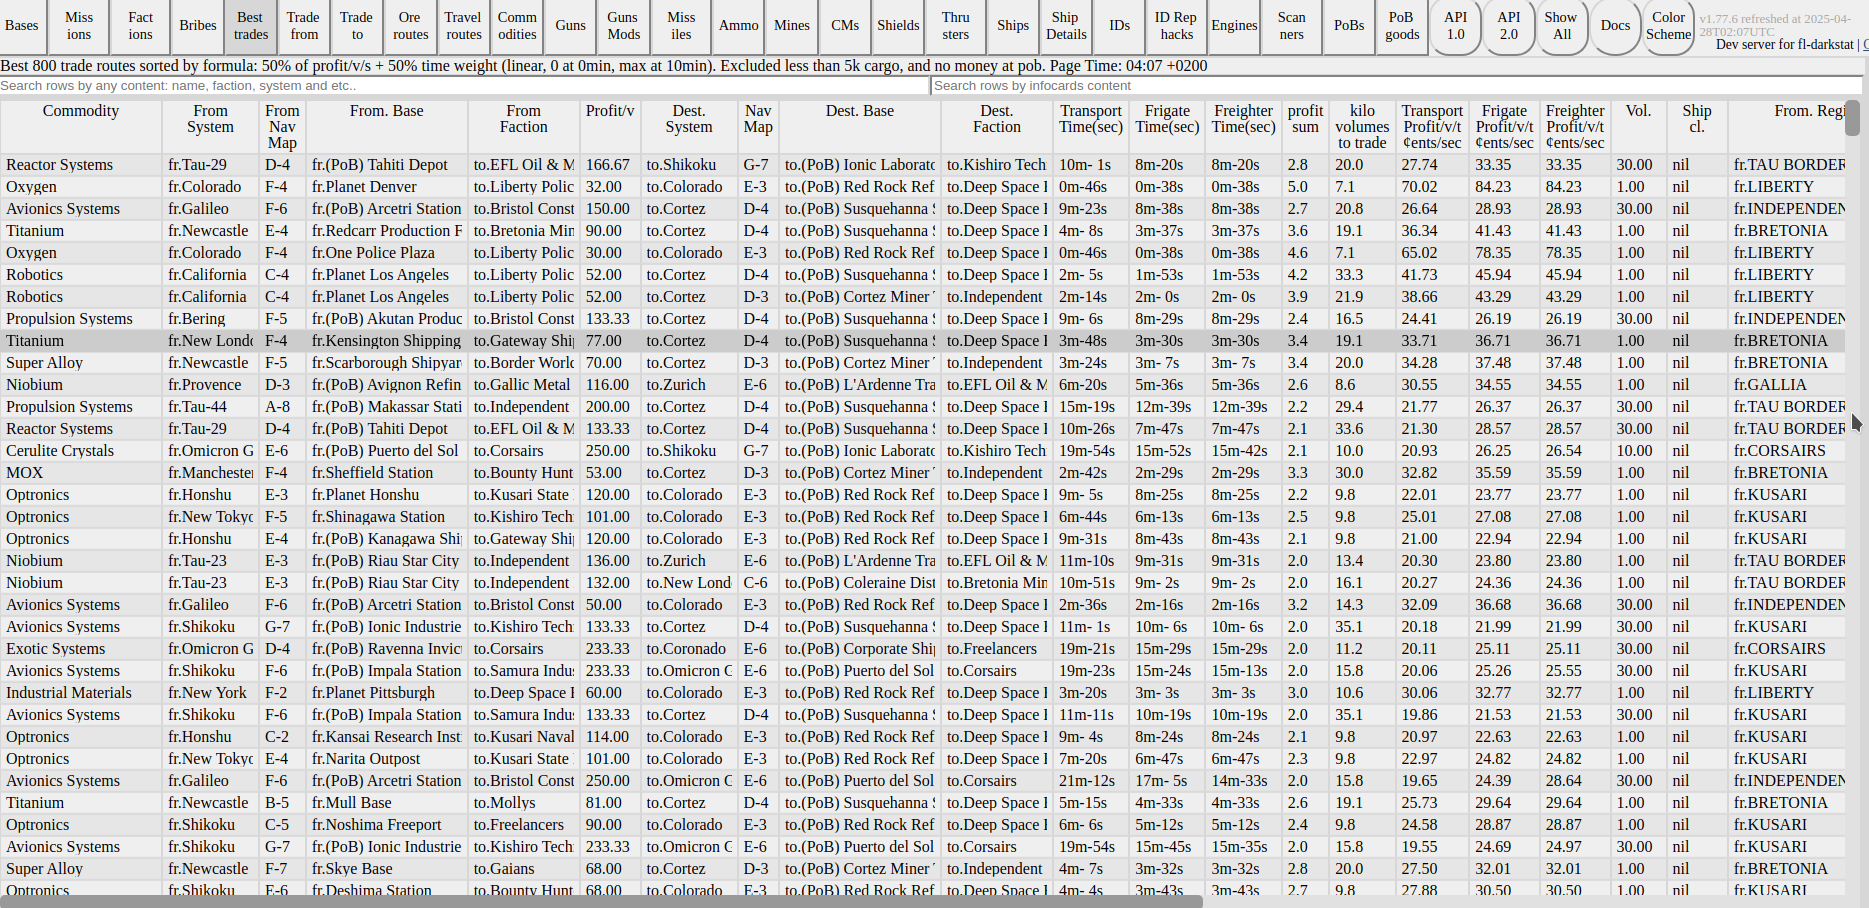 Bases Miss ions Fact ions Bribes Best trades Trade from Trade to Ore routes Travel routes Comm odities Guns Guns Mods Miss iles Ammo Mines CMs Shields Thru sters Ships Ship Details IDs ID Rep hacks Engines Scan ners PoBs PoB goods API 1.0 API 2.0 Show All Docs Color Scheme
v1.77.6 refreshed at 2025-04-28T02:07UTC
Dev server for fl-darkstat |
Best 800 trade routes sorted by formula: 50% of profit/v/s + 50% time weight (linear, 0 at 0min, max at 10min). Excluded less than 5k cargo, and no money at pob. Page Time: 04:07 +0200
Search rows by any content: name, faction, system and etc.. Search rows by infocards content
Commodity From System From Nav Map From. Base From Faction Profit/v Dest. System Nav Map Dest. Base Dest. Faction Transport Time(sec) Frigate Time(sec) Freighter Time(sec) profit sum kilo volumes to trade Transport Profit/v/t ¢ents/sec Frigate Profit/v/t ¢ents/sec Freighter Profit/v/t ¢ents/sec Vol. Ship cl. From. Regi
Reactor Systems fr.Tau-29 D-4 fr.(PoB) Tahiti Depot to.EFL Oil & M 166.67 to.Shikoku G-7 to.(PoB) Ionic Laborato to.Kishiro Tech 10m- 1s 8m-20s 8m-20s 2.8 20.0 27.74 33.35 33.35 30.00 nil fr.TAU BORDER
Oxygen fr.Colorado F-4 fr.Planet Denver to.Liberty Polic 32.00 to.Colorado E-3 to.(PoB) Red Rock Ref to.Deep Space 0m-46s 0m-38s 0m-38s 5.0 7.1 70.02 84.23 84.23 1.00 nil fr.LIBERTY
Avionics Systems fr.Galileo F-6 fr.(PoB) Arcetri Station to.Bristol Const 150.00 to.Cortez D-4 to.(PoB) Susquehanna to.Deep Space 9m-23s 8m-38s 8m-38s 2.7 20.8 26.64 28.93 28.93 30.00 nil fr.INDEPENDEN
Titanium fr.Newcastle E-4 fr.Redcarr Production F to.Bretonia Min 90.00 to.Cortez D-4 to.(PoB) Susquehanna to.Deep Space 4m- 8s 3m-37s 3m-37s 3.6 19.1 36.34 41.43 41.43 1.00 nil fr.BRETONIA
Oxygen fr.Colorado F-4 fr.One Police Plaza to.Liberty Polic 30.00 to.Colorado E-3 to.(PoB) Red Rock Ref to.Deep Space 0m-46s 0m-38s 0m-38s 4.6 7.1 65.02 78.35 78.35 1.00 nil fr.LIBERTY
Robotics fr.California C-4 fr.Planet Los Angeles to.Liberty Polic 52.00 to.Cortez D-4 to.(PoB) Susquehanna to.Deep Space 2m- 5s 1m-53s 1m-53s 4.2 33.3 41.73 45.94 45.94 1.00 nil fr.LIBERTY
Robotics fr.California C-4 fr.Planet Los Angeles to.Liberty Polic 52.00 to.Cortez D-3 to.(PoB) Cortez Miner to.Independent 2m-14s 2m- 0s 2m- 0s 3.9 21.9 38.66 43.29 43.29 1.00 nil fr.LIBERTY
Propulsion Systems fr.Bering F-5 fr.(PoB) Akutan Produc to.Bristol Const 133.33 to.Cortez D-4 to.(PoB) Susquehanna to.Deep Space 9m- 6s 8m-29s 8m-29s 2.4 16.5 24.41 26.19 26.19 30.00 nil fr.INDEPENDEN
Titanium fr.New Londo F-4 fr.Kensington Shipping to.Gateway Ship 77.00 to.Cortez D-4 to.(PoB) Susquehanna to.Deep Space 3m-48s 3m-30s 3m-30s 3.4 19.1 33.71 36.71 36.71 1.00 nil fr.BRETONIA
Super Alloy fr.Newcastle F-5 fr.Scarborough Shipyar to.Border World 70.00 to.Cortez D-3 to.(PoB) Cortez Miner to.Independent 3m-24s 3m- 7s 3m- 7s 3.4 20.0 34.28 37.48 37.48 1.00 nil fr.BRETONIA
Niobium fr.Provence D-3 fr.(PoB) Avignon Refin to.Gallic Metal 116.00 to.Zurich E-6 to.(PoB) L'Ardenne Tra to.EFL Oil & M 6m-20s 5m-36s 5m-36s 2.6 8.6 30.55 34.55 34.55 1.00 nil fr.GALLIA
Propulsion Systems fr.Tau-44 A-8 fr.(PoB) Makassar Stati to.Independent 200.00 to.Cortez D-4 to.(PoB) Susquehanna to.Deep Space 15m-19s 12m-39s 12m-39s 2.2 29.4 21.77 26.37 26.37 30.00 nil fr.TAU BORDER
Reactor Systems fr.Tau-29 D-4 fr.(PoB) Tahiti Depot to.EFL Oil & M 133.33 to.Cortez D-4 to.(PoB) Susquehanna to.Deep Space 10m-26s 7m-47s 7m-47s 2.1 33.6 21.30 28.57 28.57 30.00 nil fr.TAU BORDER
Cerulite Crystals fr.Omicron G E-6 fr.(PoB) Puerto del Sol to.Corsairs 250.00 to.Shikoku G-7 to.(PoB) Ionic Laborato to.Kishiro Tech 19m-54s 15m-52s 15m-42s 2.1 10.0 20.93 26.25 26.54 10.00 nil fr.CORSAIRS
MOX fr.Manchester F-4 fr.Sheffield Station to.Bounty Hunt 53.00 to.Cortez D-3 to.(PoB) Cortez Miner to.Independent 2m-42s 2m-29s 2m-29s 3.3 30.0 32.82 35.59 35.59 1.00 nil fr.BRETONIA
Optronics fr.Honshu E-3 fr.Planet Honshu to.Kusari State 120.00 to.Colorado E-3 to.(PoB) Red Rock Ref to.Deep Space 9m- 5s 8m-25s 8m-25s 2.2 9.8 22.01 23.77 23.77 1.00 nil fr.KUSARI
Optronics fr.New Tokyo F-5 fr.Shinagawa Station to.Kishiro Tech 101.00 to.Colorado E-3 to.(PoB) Red Rock Ref to.Deep Space 6m-44s 6m-13s 6m-13s 2.5 9.8 25.01 27.08 27.08 1.00 nil fr.KUSARI
Optronics fr.Honshu E-4 fr.(PoB) Kanagawa Ship to.Gateway Ship 120.00 to.Colorado E-3 to.(PoB) Red Rock Ref to.Deep Space 9m-31s 8m-43s 8m-43s 2.1 9.8 21.00 22.94 22.94 1.00 nil fr.KUSARI
Niobium fr.Tau-23 E-3 fr.(PoB) Riau Star City to.Independent 136.00 to.Zurich E-6 to.(PoB) L'Ardenne Tra to.EFL Oil & M 11m-10s 9m-31s 9m-31s 2.0 13.4 20.30 23.80 23.80 1.00 nil fr.TAU BORDER
Niobium fr.Tau-23 E-3 fr.(PoB) Riau Star City to.Independent 132.00 to.New Lond C-6 to.(PoB) Coleraine Dist to.Bretonia Min 10m-51s 9m- 2s 9m- 2s 2.0 16.1 20.27 24.36 24.36 1.00 nil fr.TAU BORDER
Avionics Systems fr.Galileo F-6 fr.(PoB) Arcetri Station to.Bristol Const 50.00 to.Colorado E-3 to.(PoB) Red Rock Ref to.Deep Space 2m-36s 2m-16s 2m-16s 3.2 14.3 32.09 36.68 36.68 30.00 nil fr.INDEPENDEN
Avionics Systems fr.Shikoku G-7 fr.(PoB) Ionic Industrie to.Kishiro Tech 133.33 to.Cortez D-4 to.(PoB) Susquehanna to.Deep Space 11m- 1s 10m- 6s 10m- 6s 2.0 35.1 20.18 21.99 21.99 30.00 nil fr.KUSARI
Exotic Systems fr.Omicron G D-4 fr.(PoB) Ravenna Invict to.Corsairs 233.33 to.Coronado E-6 to.(PoB) Corporate Ship to.Freelancers 19m-21s 15m-29s 15m-29s 2.0 11.2 20.11 25.11 25.11 30.00 nil fr.CORSAIRS
Avionics Systems fr.Shikoku F-6 fr.(PoB) Impala Station to.Samura Indus 233.33 to.Omicron G E-6 to.(PoB) Puerto del Sol to.Corsairs 19m-23s 15m-24s 15m-13s 2.0 15.8 20.06 25.26 25.55 30.00 nil fr.KUSARI
Industrial Materials fr.New York F-2 fr.Planet Pittsburgh to.Deep Space 60.00 to.Colorado E-3 to.(PoB) Red Rock Ref to.Deep Space 3m-20s 3m- 3s 3m- 3s 3.0 10.6 30.06 32.77 32.77 1.00 nil fr.LIBERTY
Avionics Systems fr.Shikoku F-6 fr.(PoB) Impala Station to.Samura Indus 133.33 to.Cortez D-4 to.(PoB) Susquehanna to.Deep Space 11m-11s 10m-19s 10m-19s 2.0 35.1 19.86 21.53 21.53 30.00 nil fr.KUSARI
Optronics fr.Honshu C-2 fr.Kansai Research Inst to.Kusari Naval 114.00 to.Colorado E-3 to.(PoB) Red Rock Ref to.Deep Space 9m- 4s 8m-24s 8m-24s 2.1 9.8 20.97 22.63 22.63 1.00 nil fr.KUSARI
Optronics fr.New Tokyo E-4 fr.Narita Outpost to.Kusari State 101.00 to.Colorado E-3 to.(PoB) Red Rock Ref to.Deep Space 7m-20s 6m-47s 6m-47s 2.3 9.8 22.97 24.82 24.82 1.00 nil fr.KUSARI
Avionics Systems fr.Galileo F-6 fr.(PoB) Arcetri Station to.Bristol Const 250.00 to.Omicron G E-6 to.(PoB) Puerto del Sol to.Corsairs 21m-12s 17m- 5s 14m-33s 2.0 15.8 19.65 24.39 28.64 30.00 nil fr.INDEPENDEN
Titanium fr.Newcastle B-5 fr.Mull Base to.Mollys 81.00 to.Cortez D-4 to.(PoB) Susquehanna to.Deep Space 5m-15s 4m-33s 4m-33s 2.6 19.1 25.73 29.64 29.64 1.00 nil fr.BRETONIA
Optronics fr.Shikoku C-5 fr.Noshima Freeport to.Freelancers 90.00 to.Colorado E-3 to.(PoB) Red Rock Ref to.Deep Space 6m- 6s 5m-12s 5m-12s 2.4 9.8 24.58 28.87 28.87 1.00 nil fr.KUSARI
Avionics Systems fr.Shikoku G-7 fr.(PoB) Ionic Industrie to.Kishiro Tech 233.33 to.Omicron G E-6 to.(PoB) Puerto del Sol to.Corsairs 19m-54s 15m-45s 15m-35s 2.0 15.8 19.55 24.69 24.97 30.00 nil fr.KUSARI
Super Alloy fr.Newcastle F-7 fr.Skye Base to.Gaians 68.00 to.Cortez D-3 to.(PoB) Cortez Miner to.Independent 4m- 7s 3m-32s 3m-32s 2.8 20.0 27.50 32.01 32.01 1.00 nil fr.BRETONIA
Optronics fr.Shikoku E-6 fr.Deshima Station to.Bounty Hunt 68.00 to.Colorado E-3 to.(PoB) Red Rock Ref to.Deep Space 4m- 4s 3m-43s 3m-43s 2.7 9.8 27.88 30.50 30.50 1.00 nil fr.KUSARI